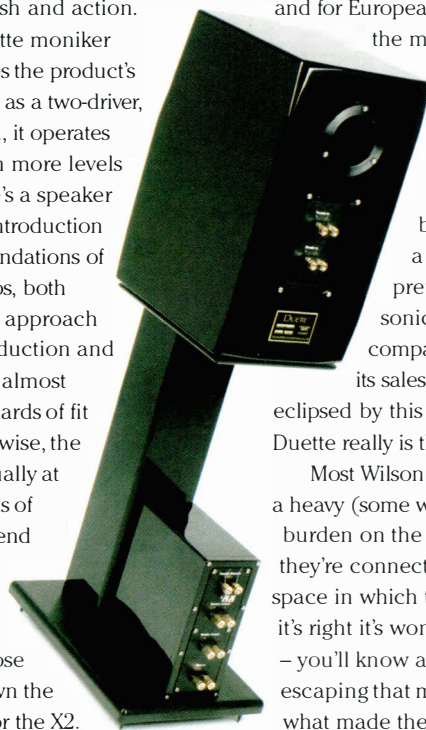 sh and action.
tte moniker
es the product's
as a two-driver,
, it operates
n more levels
e's a speaker
ntroduction
ndations of
os, both
approach
duction and
almost
ards of fit
wise, the
ually at
s of
end
ose
wn the
or the X2.
Duette
and for Europea
the m
b
a
pre
sonic
compa
its sales
eclipsed by this
Duette really is t
Most Wilson
a heavy (some w
burden on the
they're connect
space in which t
it's right it's won
– you'll know a
escaping that m
what made the